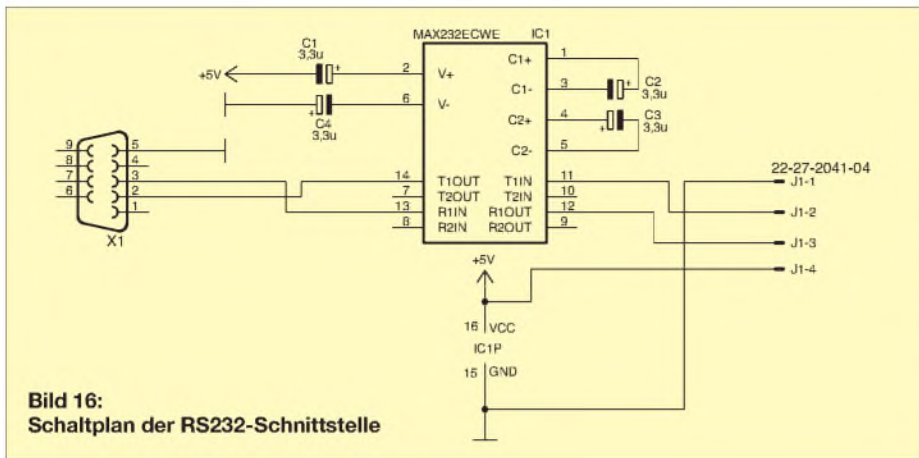 MAX232ECWE IC1
C1
3,3u
+5V
2 V+
6 V-
C4
3,3u
C1+ 1
C1- 3
C2
3,3u
C2+ 4
C3
3,3u
C2- 5
9 5
8 4
7 3
6 2
1
X1
14 T1OUT T1IN 11
7 T2OUT T2IN 10
13 R1IN R1OUT 12
8 R2IN R2OUT 9
22-27-2041-04
J1-1
J1-2
J1-3
J1-4
+5V
16 VCC
IC1P
15 GND
Bild 16:
Schaltplan der RS232-Schnittstelle